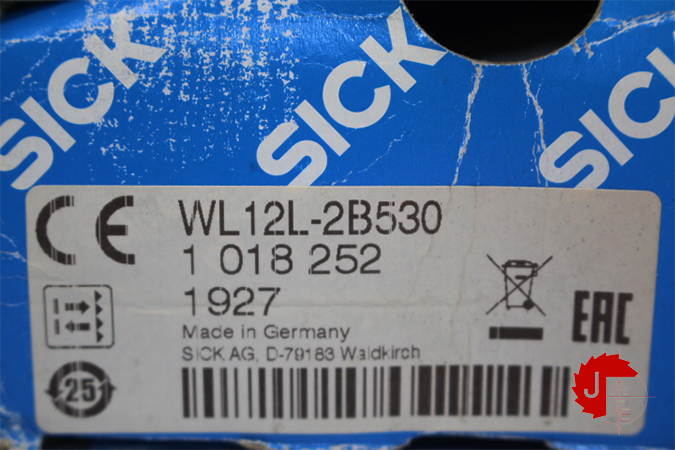 SICK
SICK
SICK
CE
WL12L-2B530
1 018 252
1927
Made in Germany
SICK AG, D-79183 Waldkirch
25
EAC
J